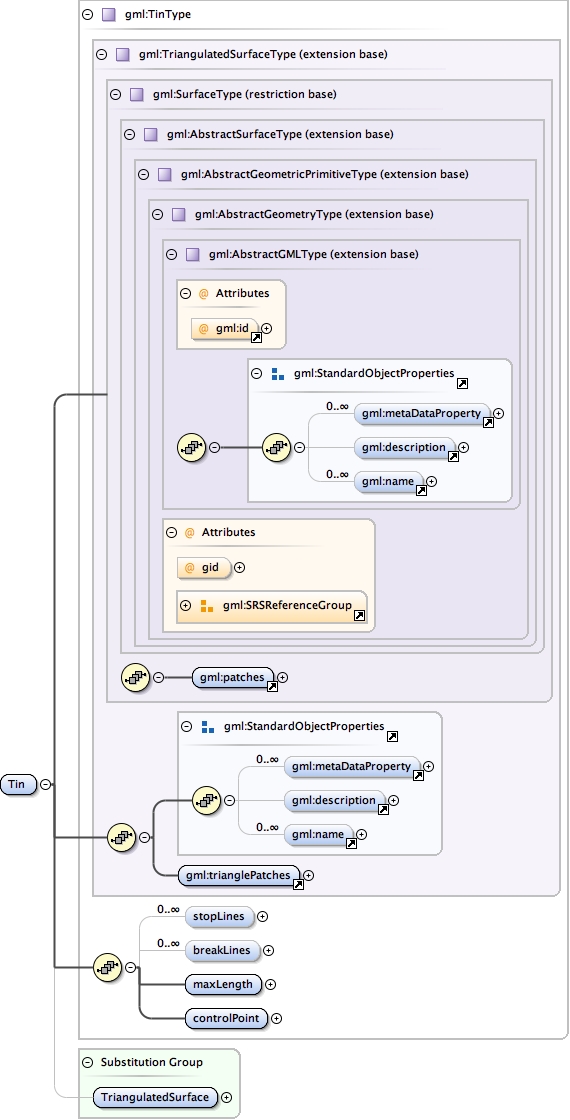 gml:TinType
gml:TriangulatedSurfaceType (extension base)
gml:SurfaceType (restriction base)
gml:AbstractSurfaceType (extension base)
gml:AbstractGeometricPrimitiveType (extension base)
gml:AbstractGeometryType (extension base)
gml:AbstractGMLType (extension base)
@ Attributes
@ gml:id
gml:StandardObjectProperties
0..∞
gml:metaDataProperty
gml:description
0..∞
gml:name
@ Attributes
@ gid
gml:SRSReferenceGroup
gml:patches
gml:StandardObjectProperties
0..∞
gml:metaDataProperty
Tin
gml:description
0..∞
gml:name
gml:trianglePatches
0..∞
stopLines
0..∞
breakLines
maxLength
controlPoint
Substitution Group
TriangulatedSurface